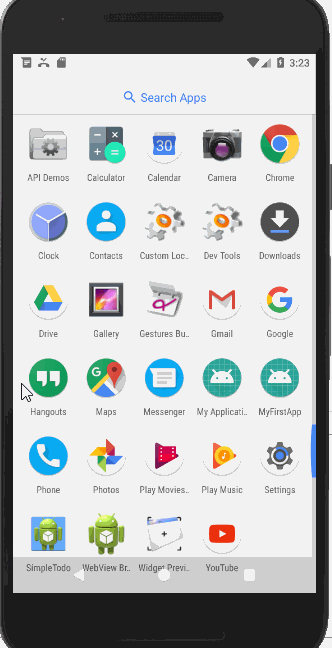 3:23
Search Apps
API Demos Calculator Calendar Camera Chrome
30
Clock Contacts Custom Loc.. Dev Tools Downloads
Drive Gallery Gestures Bu.. Gmail Google
Hangouts Maps Messenger My Applicati.. MyFirstApp
Phone Photos Play Movies.. Play Music Settings
SimpleTodo WebView Br.. Widget Previ.. YouTube